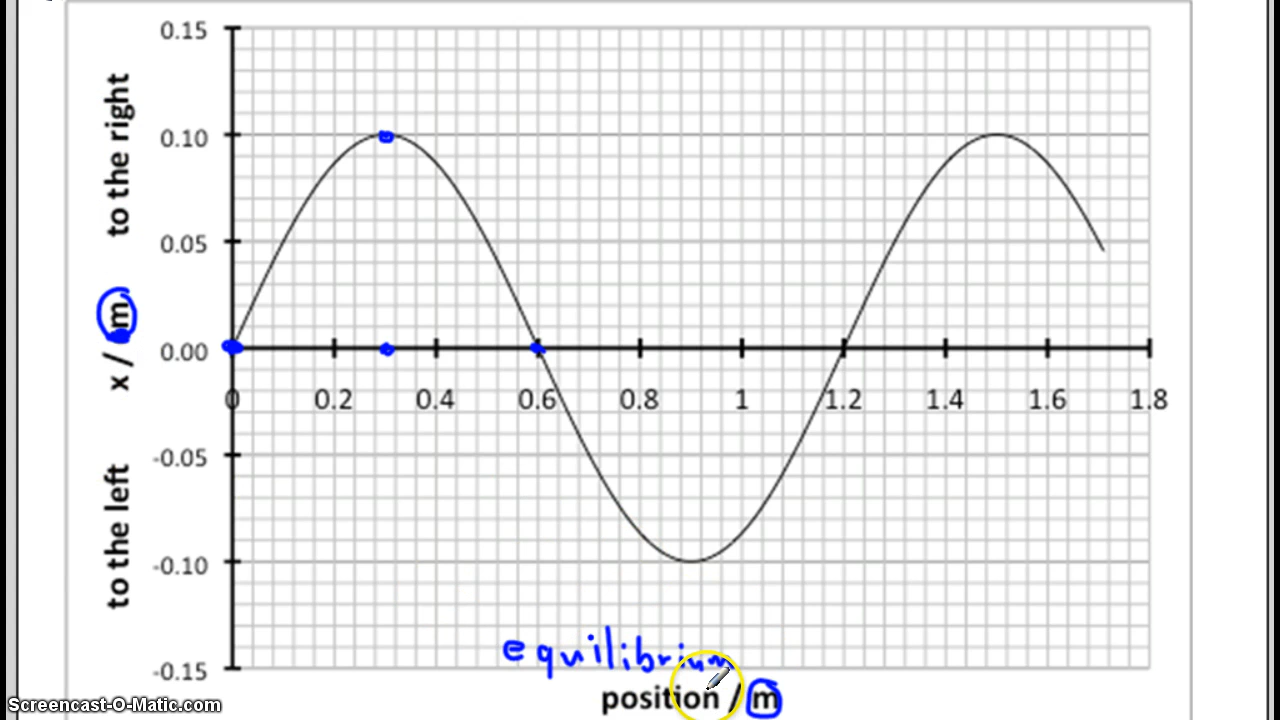 0.15
to the right
0.10
0.05
x / m
0.00
0 0.2 0.4 0.6 0.8 1 1.2 1.4 1.6 1.8
-0.05
to the left
-0.10
equilibrium
-0.15
position / m
Screencast-O-Matic.com